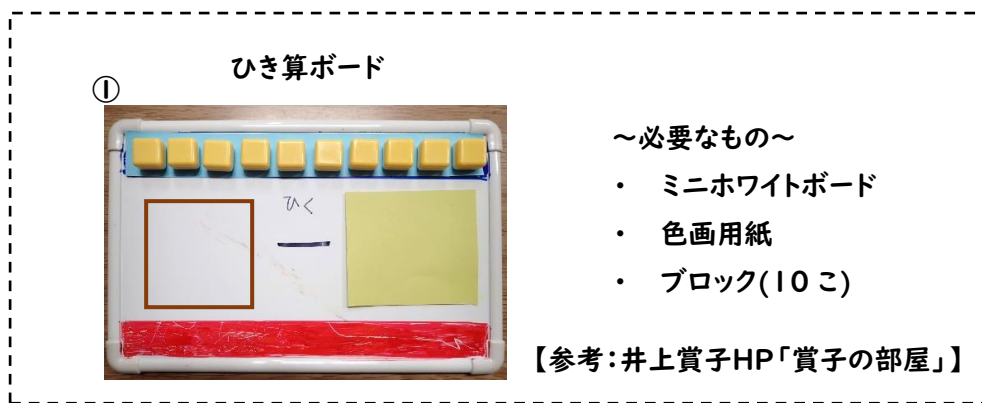 ひき算ボード
①
ひく
～必要なもの～
・ ミニホワイトボード
・ 色画用紙
・ ブロック(10こ)
【参考：井上賞子HP「賞子の部屋」】